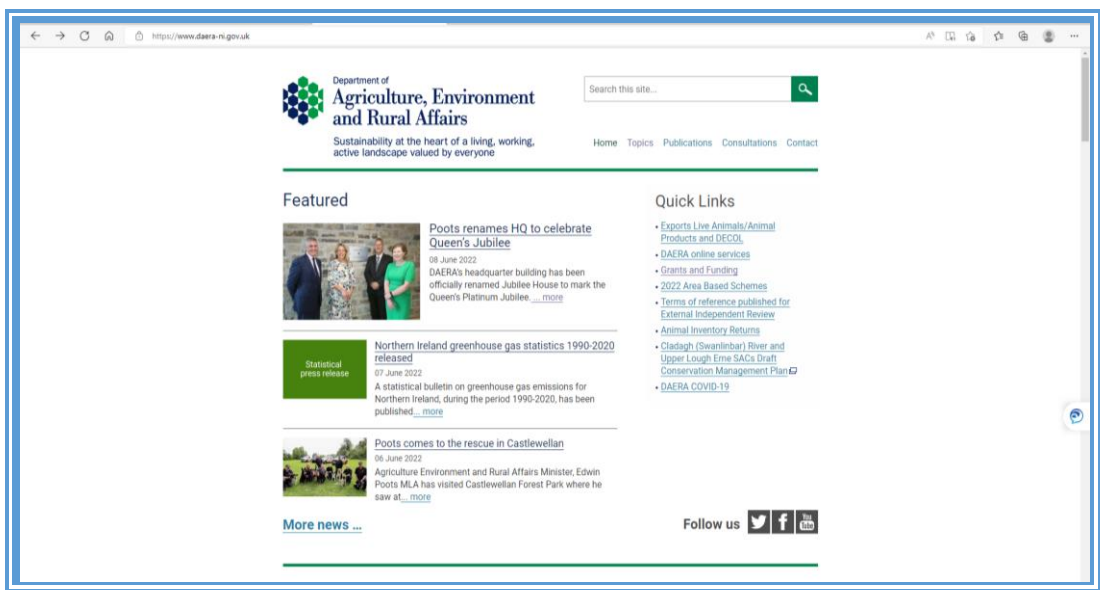 https://www.daera-ni.gov.uk
Department of
Agriculture, Environment
and Rural Affairs
Sustainability at the heart of a living, working,
active landscape valued by everyone
Search this site...
Home Topics Publications Consultations Contact
Featured
Poots renames HQ to celebrate
Queen's Jubilee
08 June 2022
DAERA's headquarter building has been
officially renamed Jubilee House to mark the
Queen's Platinum Jubilee. ... more
Statistical
press release
Northern Ireland greenhouse gas statistics 1990-2020
released
07 June 2022
A statistical bulletin on greenhouse gas emissions for
Northern Ireland, during the period 1990-2020, has been
published... more
Poots comes to the rescue in Castlewellan
06 June 2022
Agriculture Environment and Rural Affairs Minister, Edwin
Poots MLA has visited Castlewellan Forest Park where he
saw at... more
More news ...
Quick Links
• Exports Live Animals/Animal
Products and DECOL
• DAERA online services
• Grants and Funding
• 2022 Area Based Schemes
• Terms of reference published for
External Independent Review
• Animal Inventory Returns
• Cladagh (Swanlinbar) River and
Upper Lough Erne SACs Draft
Conservation Management Plan
• DAERA COVID-19
Follow us
You
Tube